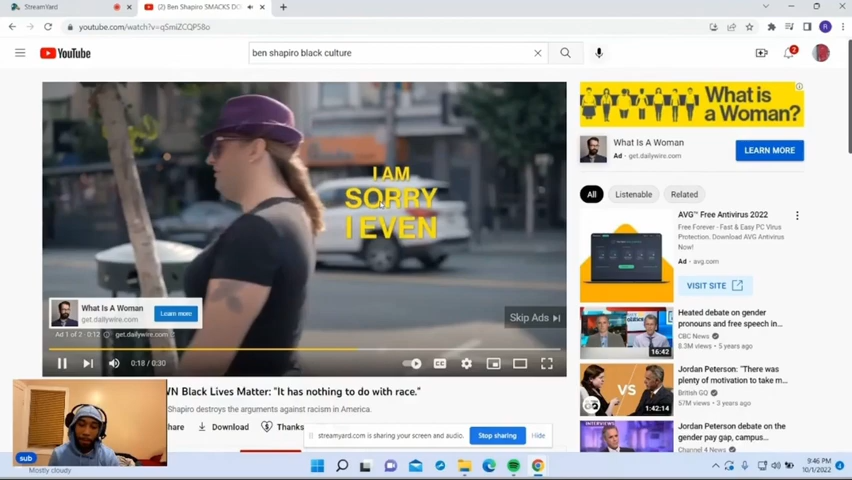 StreamYard
(2) Ben Shapiro SMACKS DO
youtube.com/watch?v=qSmlZCQP58o
YouTube
ben shapiro black culture
2
R
I AM
SORRY
I EVEN
What Is A Woman?
get.dailywire.com
Learn more
Ad 1 of 2 · 0:12
get.dailywire.com
Skip Ads
0:18 / 0:30
CC
What is
a Woman?
What Is A Woman?
Ad · get.dailywire.com
LEARN MORE
All
Listenable
Related
AVG™ Free Antivirus 2022
Free Forever - Fast & Easy PC Virus
Protection. Download AVG Antivirus
Now!
Ad · avg.com
VISIT SITE
Heated debate on gender
pronouns and free speech in...
CBC News
8.3M views • 5 years ago
16:42
Jordan Peterson: "There was
plenty of motivation to take m...
British GQ
57M views • 3 years ago
VS
1:42:14
Jordan Peterson debate on the
gender pay gap, campus...
Channel 4 News
INTERVIEWS
WN Black Lives Matter: "It has nothing to do with race."
Shapiro destroys the arguments against racism in America.
hare
Download
Thanks
streamyard.com is sharing your screen and audio.
Stop sharing
Hide
sub
Mostly cloudy
9:46 PM
10/1/2022